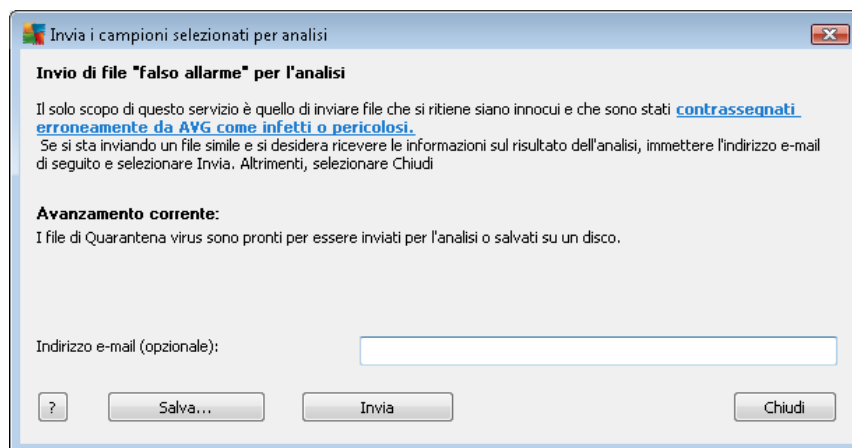 Invia i campioni selezionati per analisi
Invio di file "falso allarme" per l'analisi
Il solo scopo di questo servizio è quello di inviare file che si ritiene siano innocui e che sono stati contrassegnati
erroneamente da AVG come infetti o pericolosi.
Se si sta inviando un file simile e si desidera ricevere le informazioni sul risultato dell'analisi, immettere l'indirizzo e-mail
di seguito e selezionare Invia. Altrimenti, selezionare Chiudi
Avanzamento corrente:
I file di Quarantena virus sono pronti per essere inviati per l'analisi o salvati su un disco.
Indirizzo e-mail (opzionale):
? Salva... Invia Chiudi